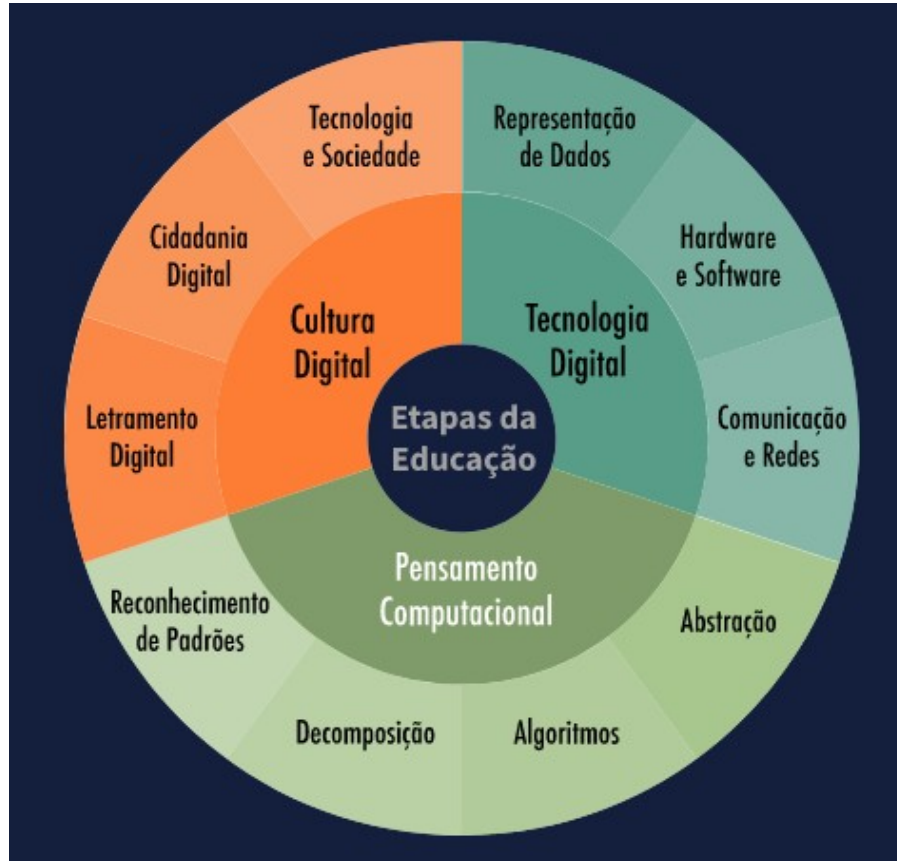 Tecnologia
e Sociedade
Representação
de Dados
Cidadania
Digital
Hardware
e Software
Cultura
Digital
Tecnologia
Digital
Letramento
Digital
Etapas da
Educação
Comunicação
e Redes
Pensamento
Computacional
Reconhecimento
de Padrões
Abstração
Decomposição
Algoritmos